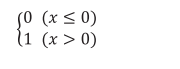 {0 (x ≤ 0)
{1 (x > 0)